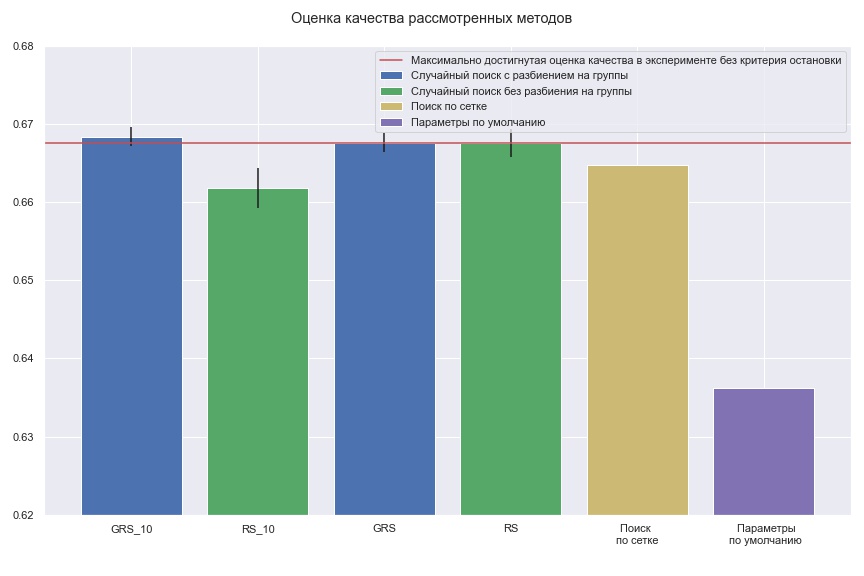 Оценка качества рассмотренных методов
0.68
0.67
0.66
0.65
0.64
0.63
0.62
Максимально достигнутая оценка качества в эксперименте без критерия остановки
Случайный поиск с разбиением на группы
Случайный поиск без разбиения на группы
Поиск по сетке
Параметры по умолчанию
GRS_10
RS_10
GRS
RS
Поиск
по сетке
Параметры
по умолчанию